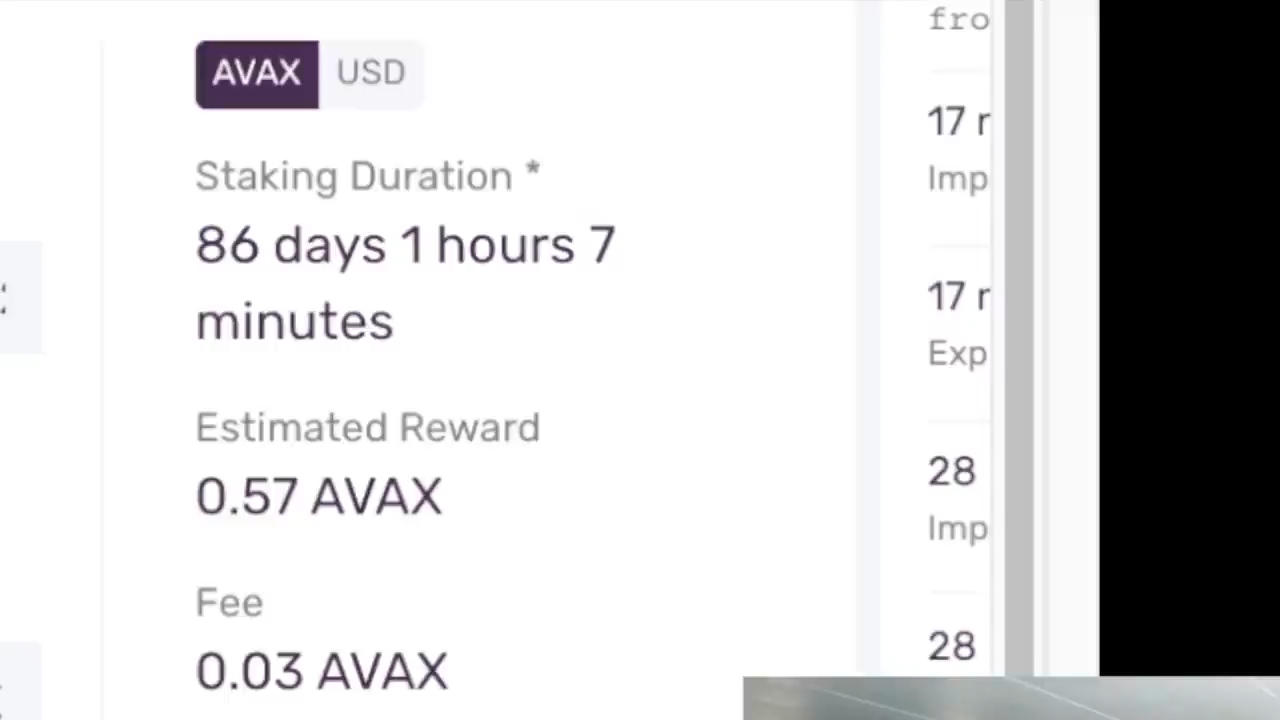 AVAX USD
Staking Duration *
86 days 1 hours 7
minutes
Estimated Reward
0.57 AVAX
Fee
0.03 AVAX
fro
17
Imp
17
Exp
28
Imp
28